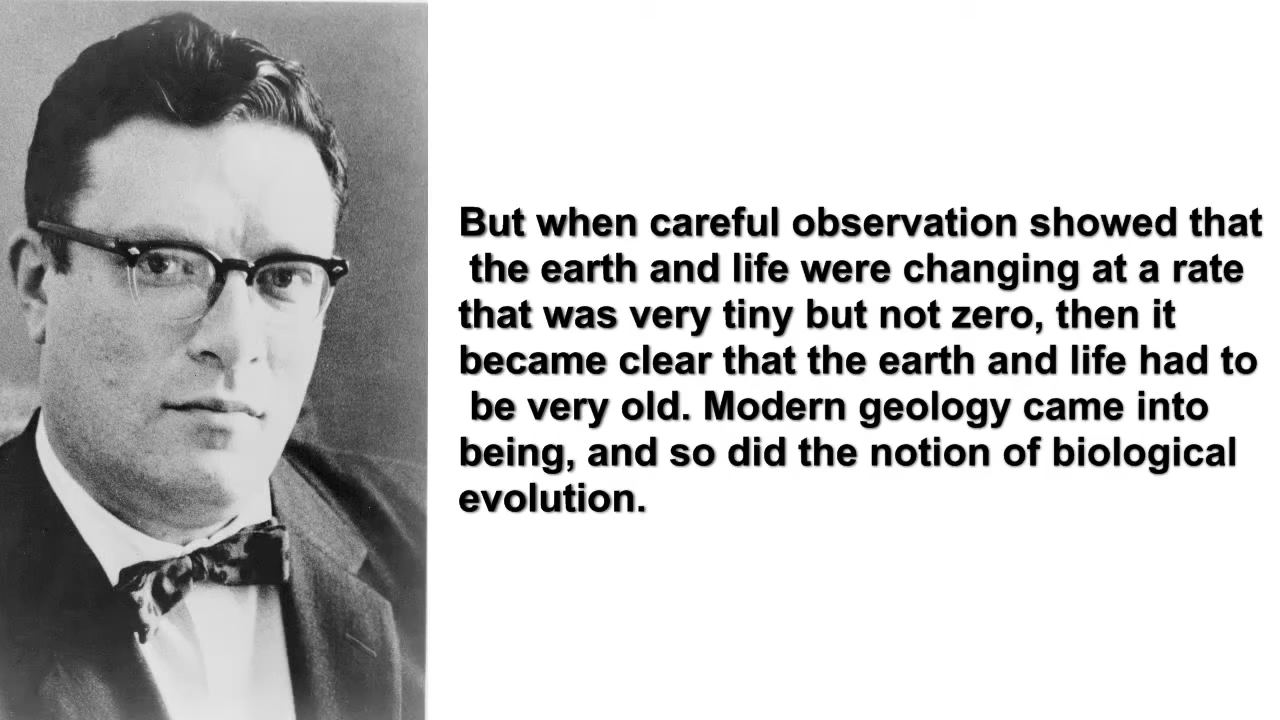 But when careful observation showed that
the earth and life were changing at a rate
that was very tiny but not zero, then it
became clear that the earth and life had to
be very old. Modern geology came into
being, and so did the notion of biological
evolution.